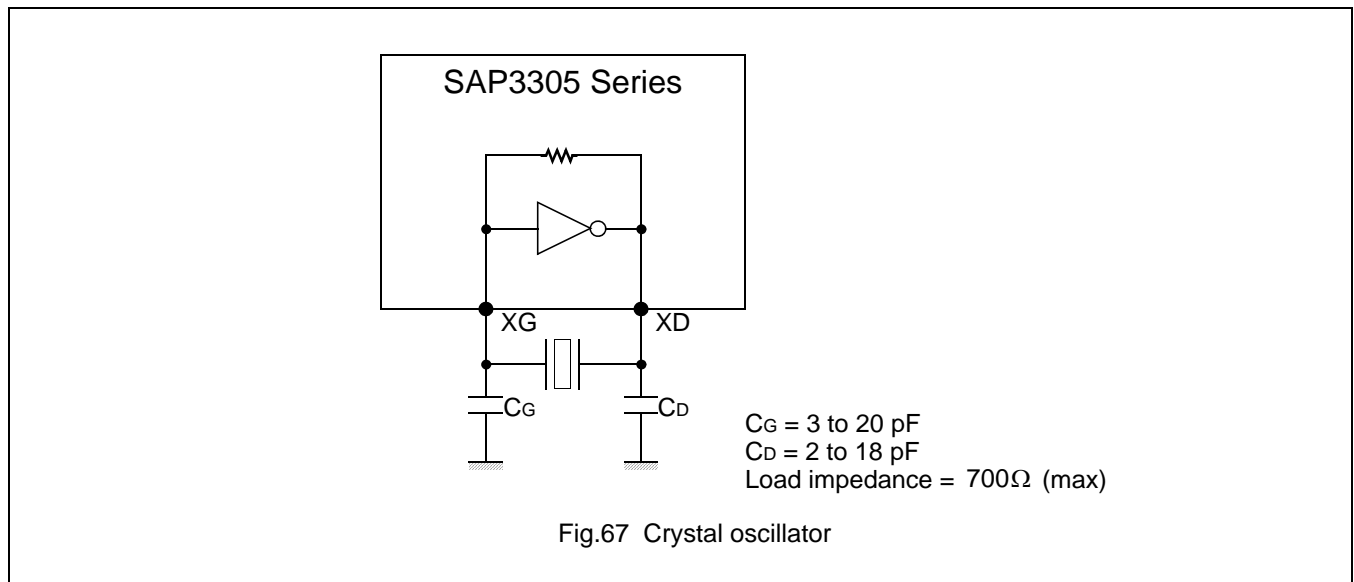 SAP3305 Series
XG
XD
CG
CD
CG = 3 to 20 pF
CD = 2 to 18 pF
Load impedance = 700Ω (max)
Fig.67 Crystal oscillator